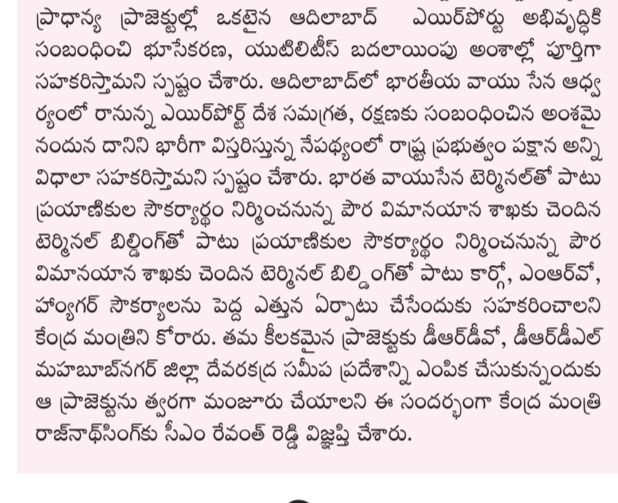 ప్రాధాన్య ప్రాజెక్టుల్లో ఒకటైన ఆదిలాబాద్ ఎయిర్‌పోర్టు అభివృద్ధికి
సంబంధించి భూసేకరణ, యుటిలిటీస్ బదలాయింపు అంశాల్లో పూర్తిగా
సహకరిస్తామని స్పష్టం చేశారు. ఆదిలాబాద్‌లో భారతీయ వాయు సేన ఆధ్వ
ర్యంలో రానున్న ఎయిర్‌పోర్ట్ దేశ సమగ్రత, రక్షణకు సంబంధించిన అంశమై
నందున దానిని భారీగా విస్తరిస్తున్న నేపథ్యంలో రాష్ట్ర ప్రభుత్వం పక్షాన అన్ని
విధాలా సహకరిస్తామని స్పష్టం చేశారు. భారత వాయుసేన టెర్మినల్‌తో పాటు
ప్రయాణికుల సౌకర్యార్థం నిర్మించనున్న పౌర విమానయాన శాఖకు చెందిన
టెర్మినల్ బిల్డింగ్‌తో పాటు ప్రయాణికుల సౌకర్యార్థం నిర్మించనున్న పౌర
విమానయాన శాఖకు చెందిన టెర్మినల్ బిల్డింగ్‌తో పాటు కార్గో, ఎంఆర్‌వో,
హ్యాంగర్ సౌకర్యాలను పెద్ద ఎత్తున ఏర్పాటు చేసేందుకు సహకరించాలని
కేంద్ర మంత్రిని కోరారు. తమ కీలకమైన ప్రాజెక్టుకు డీఆర్‌డీవో, డీఆర్‌డీఎల్
మహబూబ్‌నగర్ జిల్లా దేవరకద్ర సమీప ప్రదేశాన్ని ఎంపిక చేసుకున్నందుకు
ఆ ప్రాజెక్టును త్వరగా మంజూరు చేయాలని ఈ సందర్భంగా కేంద్ర మంత్రి
రాజ్‌నాథ్‌సింగ్‌కు సీఎం రేవంత్ రెడ్డి విజ్ఞప్తి చేశారు.